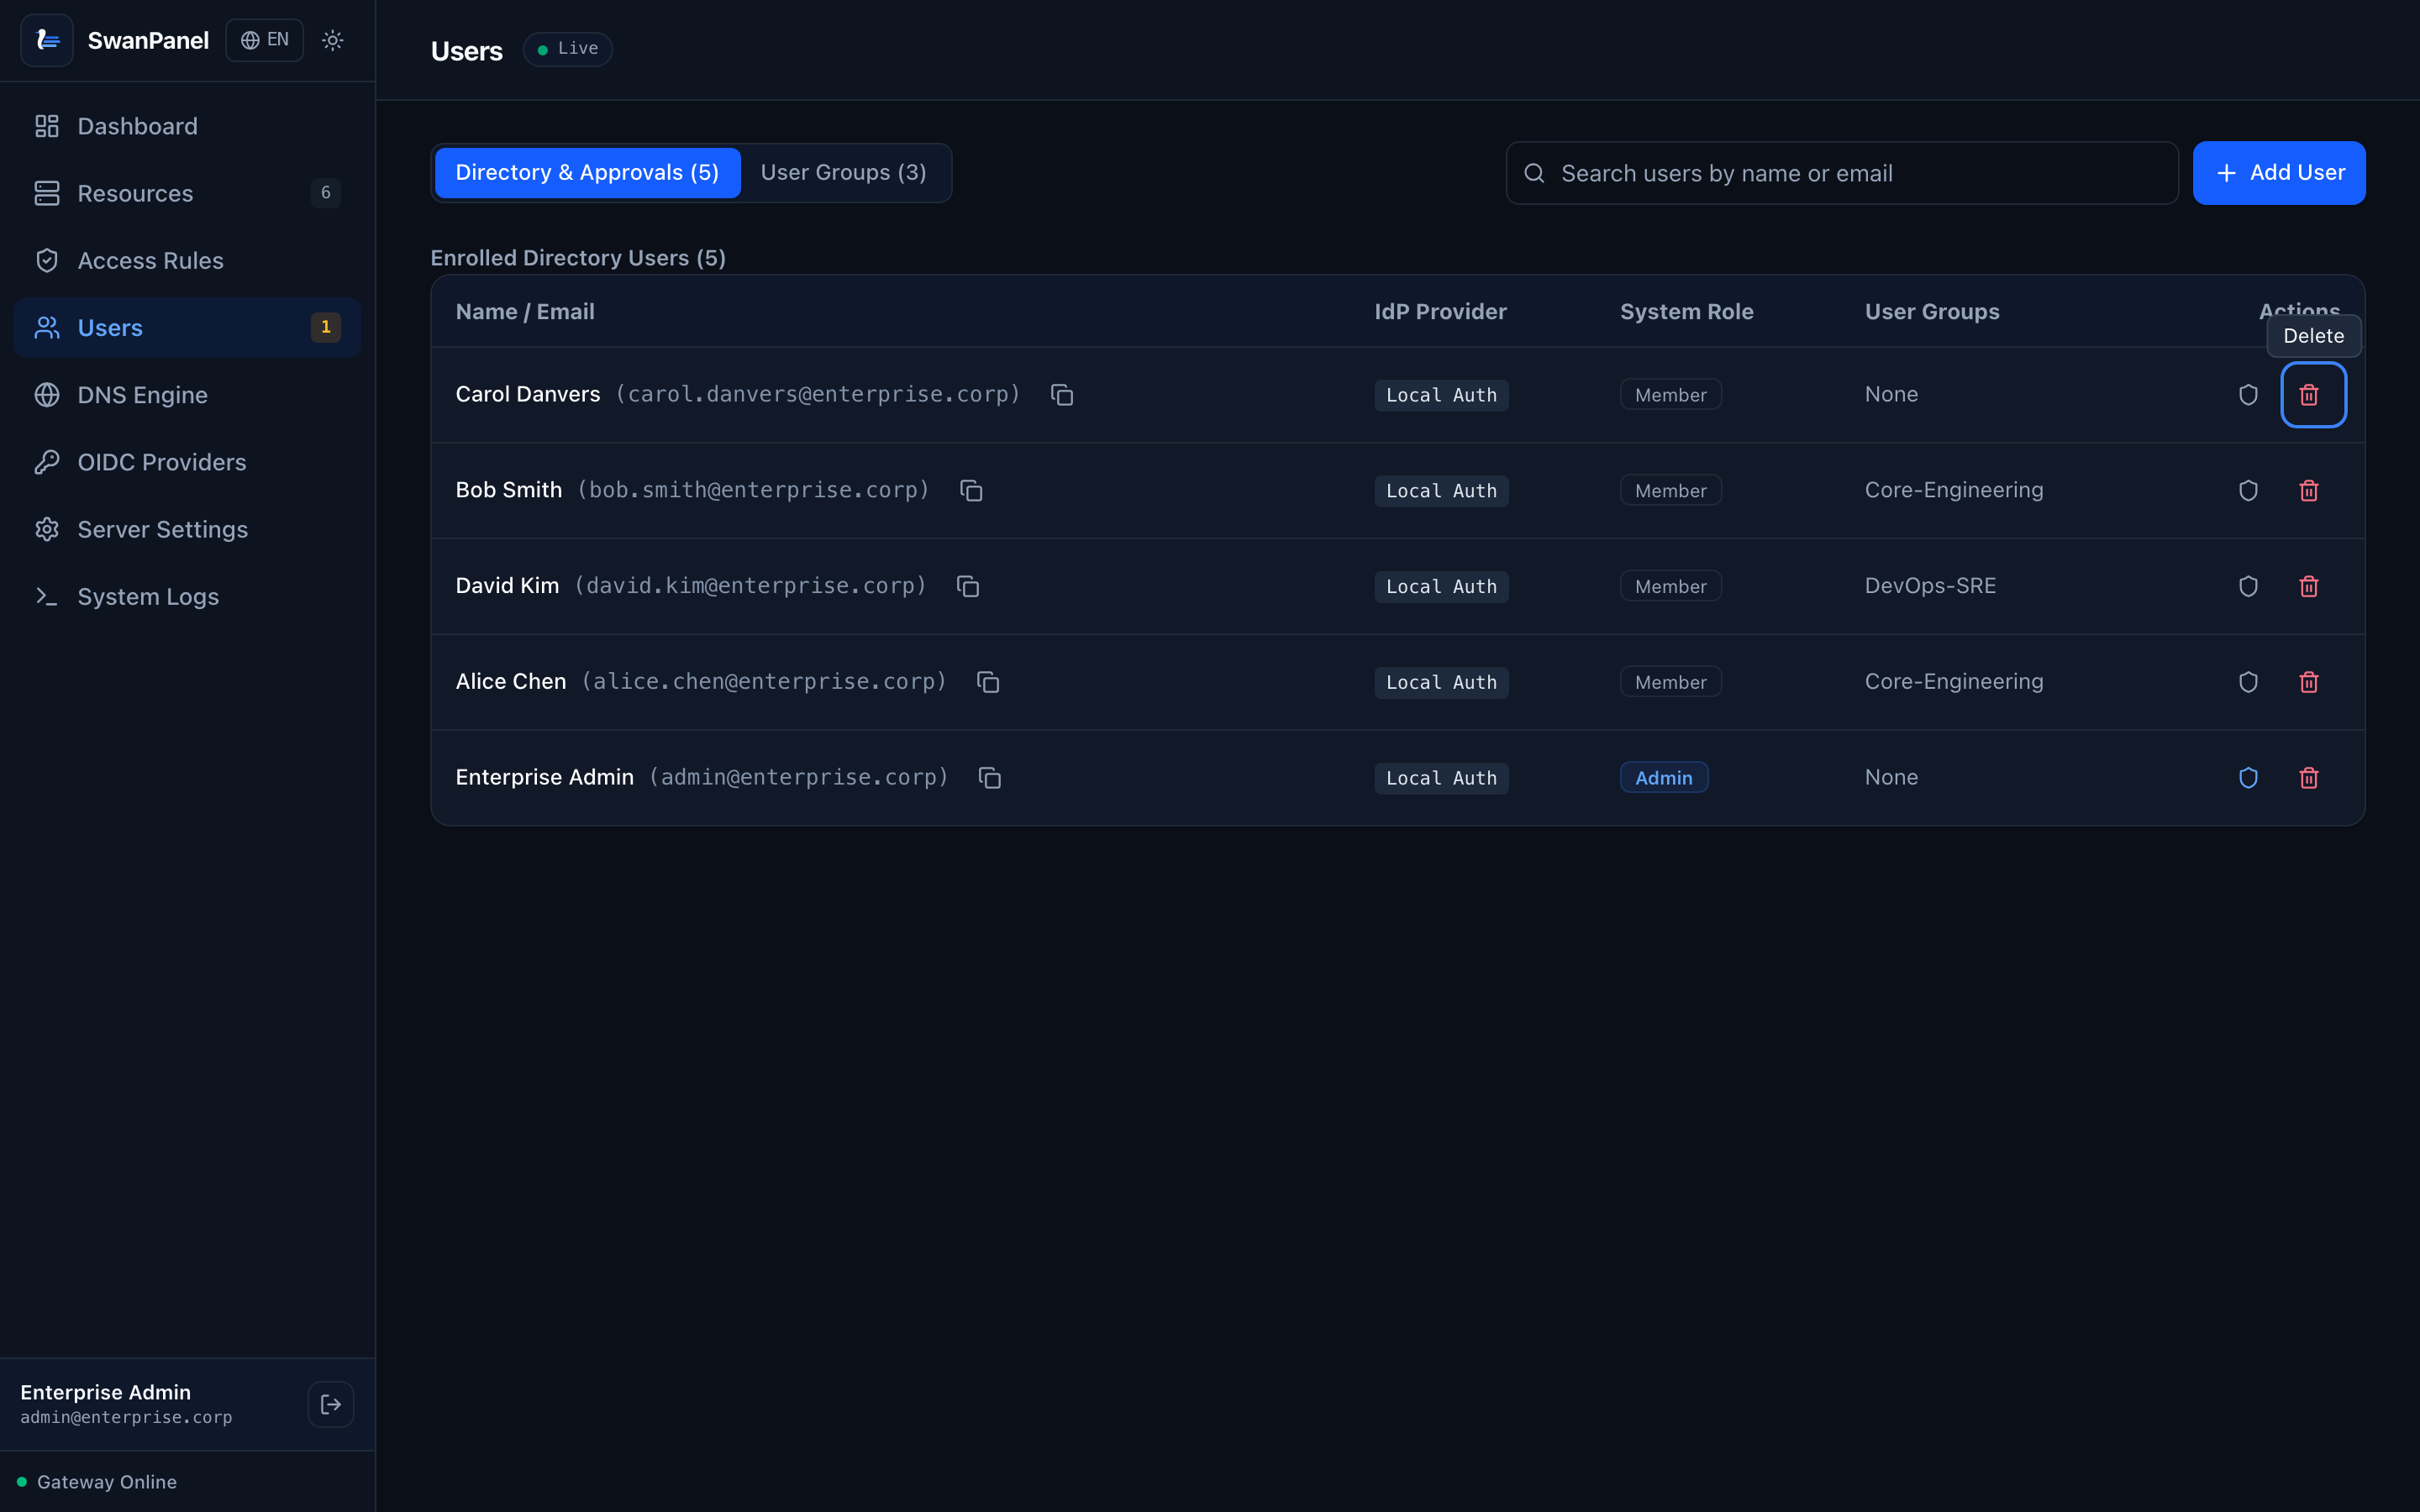 SwanPanel EN
Dashboard
Resources 6
Access Rules
Users 1
DNS Engine
OIDC Providers
Server Settings
System Logs
Enterprise Admin
admin@enterprise.corp
Gateway Online
Users Live
Directory & Approvals (5) User Groups (3) Search users by name or email Add User
Enrolled Directory Users (5)
Name / Email IdP Provider System Role User Groups Actions
Delete
Carol Danvers (carol.danvers@enterprise.corp) Local Auth Member None
Bob Smith (bob.smith@enterprise.corp) Local Auth Member Core-Engineering
David Kim (david.kim@enterprise.corp) Local Auth Member DevOps-SRE
Alice Chen (alice.chen@enterprise.corp) Local Auth Member Core-Engineering
Enterprise Admin (admin@enterprise.corp) Local Auth Admin None